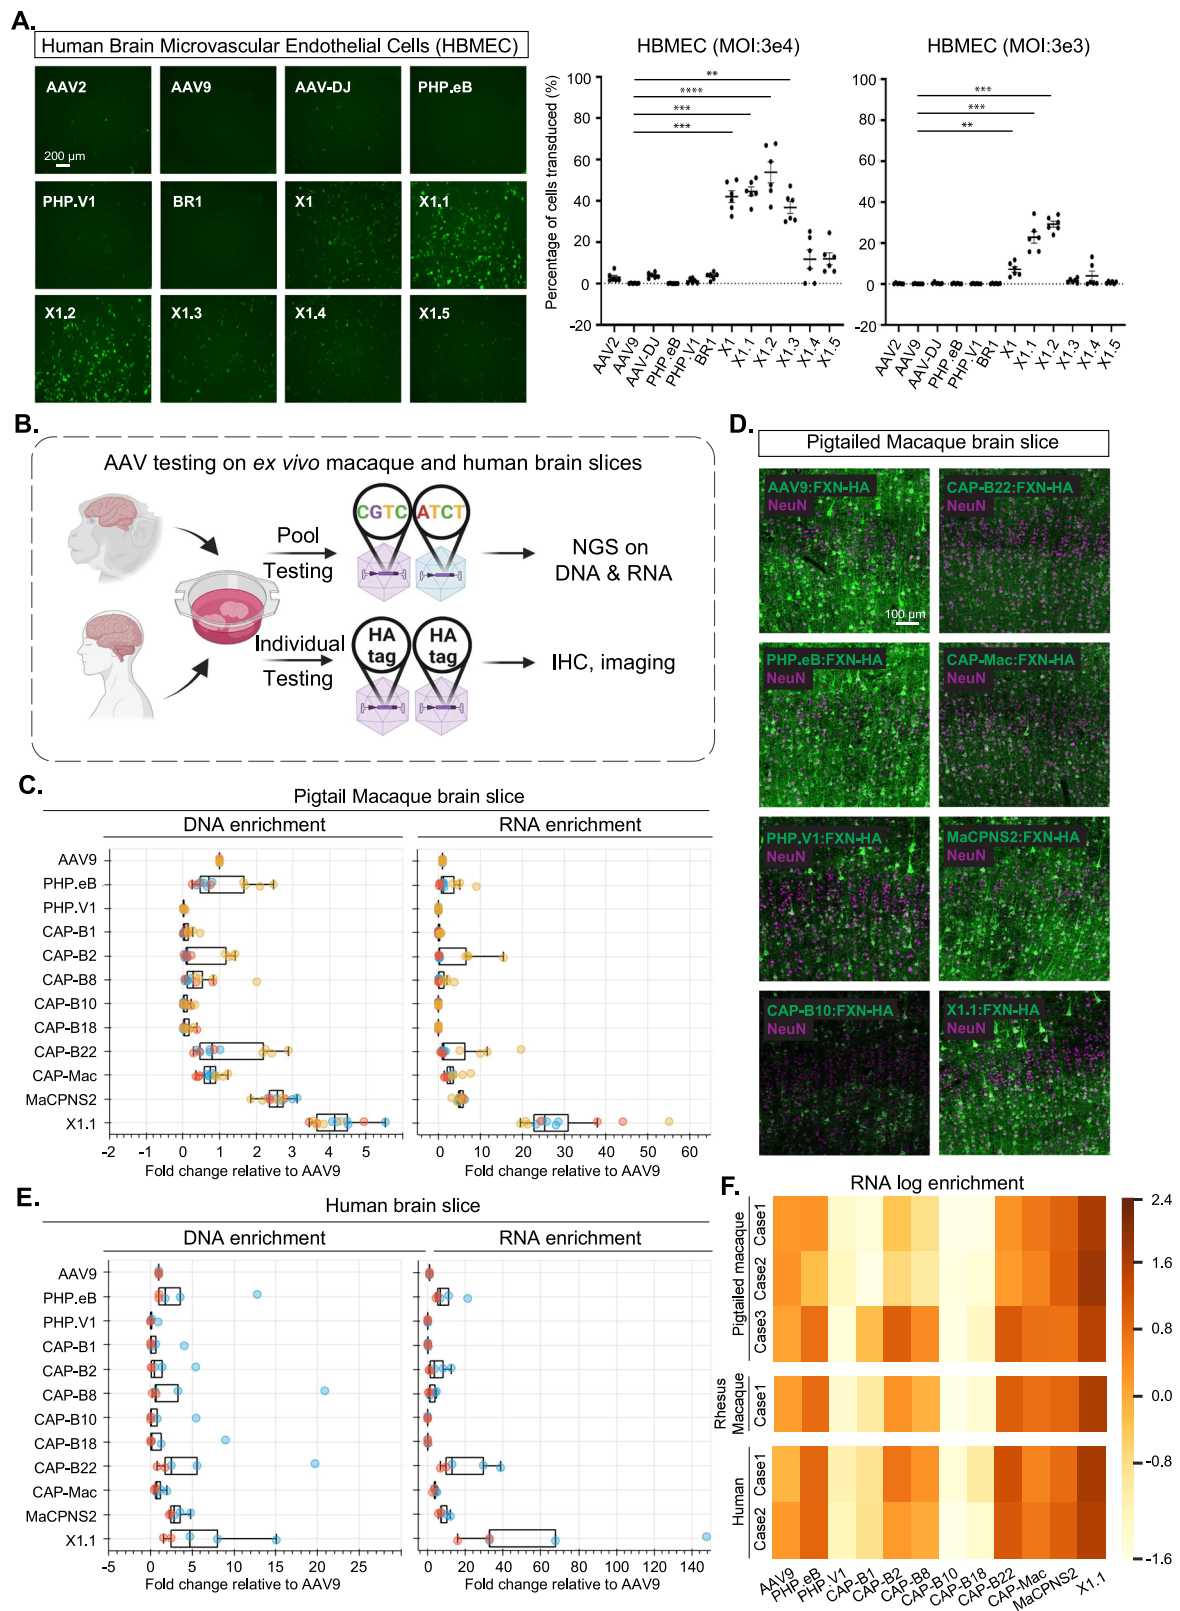 A.
Human Brain Microvascular Endothelial Cells (HBMEC)
AAV2
AAV9
AAV-DJ
PHP.eB
200 µm
PHP.V1
BR1
X1
X1.1
X1.2
X1.3
X1.4
X1.5
HBMEC (MOI:3e4)
Percentage of cells transduced (%)
100
80
60
40
20
0
-20
**
****
***
***
AAV2
AAV9
AAV-DJ
PHP.eB
PHP.V1
BR1
X1
X1.1
X1.2
X1.3
X1.4
X1.5
HBMEC (MOI:3e3)
100
80
60
40
20
0
-20
***
***
**
AAV2
AAV9
AAV-DJ
PHP.eB
PHP.V1
BR1
X1
X1.1
X1.2
X1.3
X1.4
X1.5
B.
AAV testing on ex vivo macaque and human brain slices
Pool
Testing
CGTC
ATCT
NGS on
DNA & RNA
Individual
Testing
HA
tag
HA
tag
IHC, imaging
C.
Pigtail Macaque brain slice
DNA enrichment
RNA enrichment
AAV9
PHP.eB
PHP.V1
CAP-B1
CAP-B2
CAP-B8
CAP-B10
CAP-B18
CAP-B22
CAP-Mac
MaCPNS2
X1.1
-2 -1 0 1 2 3 4 5
0 10 20 30 40 50 60
Fold change relative to AAV9
Fold change relative to AAV9
D.
Pigtailed Macaque brain slice
AAV9:FXN-HA
NeuN
100 µm
CAP-B22:FXN-HA
NeuN
PHP.eB:FXN-HA
NeuN
CAP-Mac:FXN-HA
NeuN
PHP.V1:FXN-HA
NeuN
MaCPNS2:FXN-HA
NeuN
CAP-B10:FXN-HA
NeuN
X1.1:FXN-HA
NeuN
E.
Human brain slice
DNA enrichment
RNA enrichment
AAV9
PHP.eB
PHP.V1
CAP-B1
CAP-B2
CAP-B8
CAP-B10
CAP-B18
CAP-B22
CAP-Mac
MaCPNS2
X1.1
-5 0 5 10 15 20 25 30
0 20 40 60 80 100 120 140
Fold change relative to AAV9
Fold change relative to AAV9
F.
RNA log enrichment
Pigtailed macaque
Case1
Case2
Case3
Rhesus
Macaque
Case1
Human
Case1
Case2
2.4
1.6
0.8
0.0
-0.8
-1.6
AAV9
PHP.eB
PHP.V1
CAP-B1
CAP-B2
CAP-B8
CAP-B10
CAP-B18
CAP-B22
CAP-Mac
MaCPNS2
X1.1